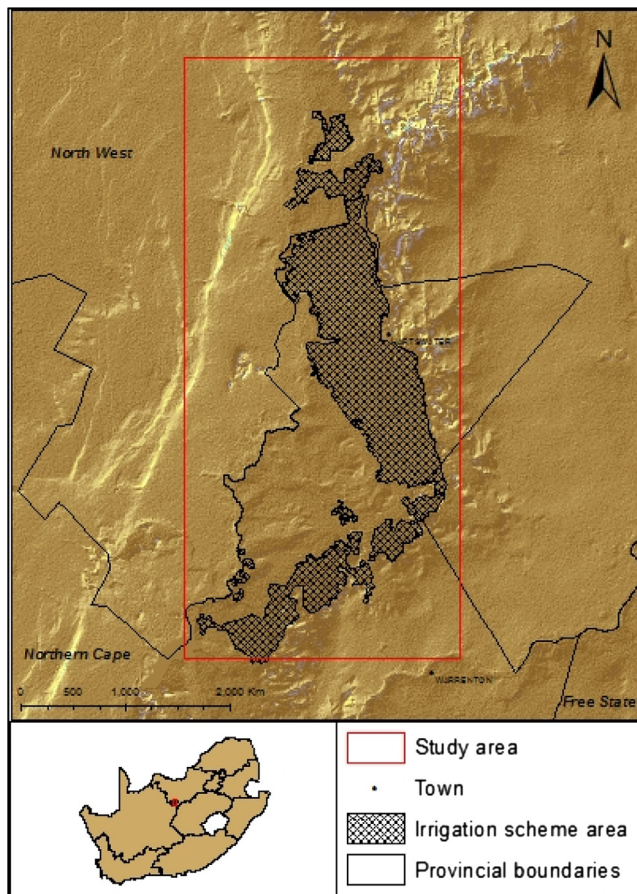 N
North West
Northern Cape
WARRENTON
0 500 1,000 2,000 Km
Free State
Study area
Town
Irrigation scheme area
Provincial boundaries